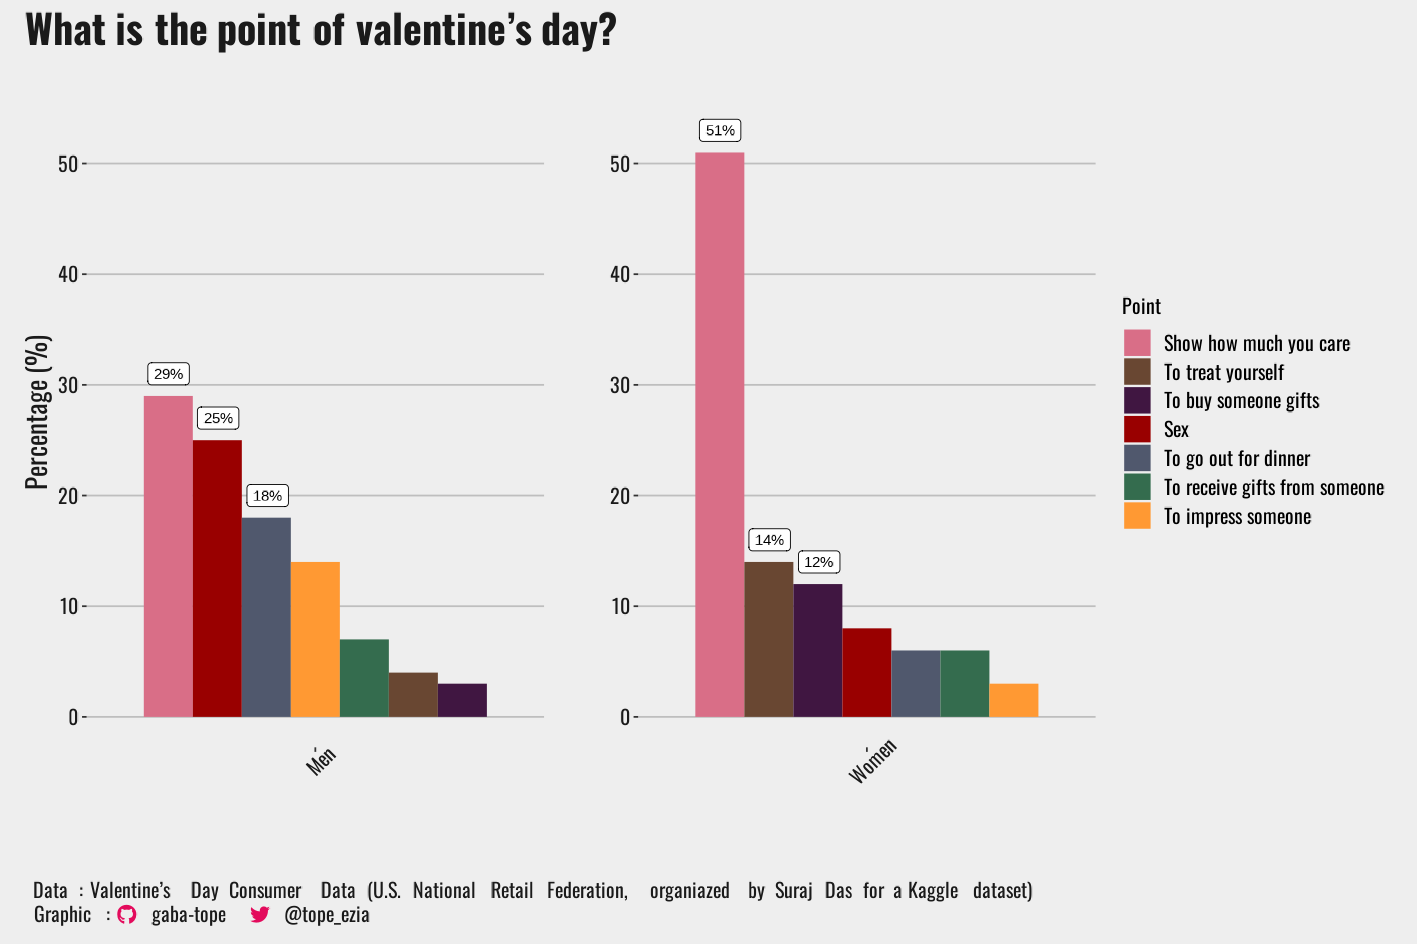 What is the point of valentine’s day?
Percentage (%)
50
40
30
20
10
0
29%
25%
18%
Men
50
40
30
20
10
0
51%
14%
12%
Women
Point
Show how much you care
To treat yourself
To buy someone gifts
Sex
To go out for dinner
To receive gifts from someone
To impress someone
Data : Valentine’s Day Consumer Data (U.S. National Retail Federation, organiazed by Suraj Das for a Kaggle dataset)
Graphic : gaba-tope @tope_ezia